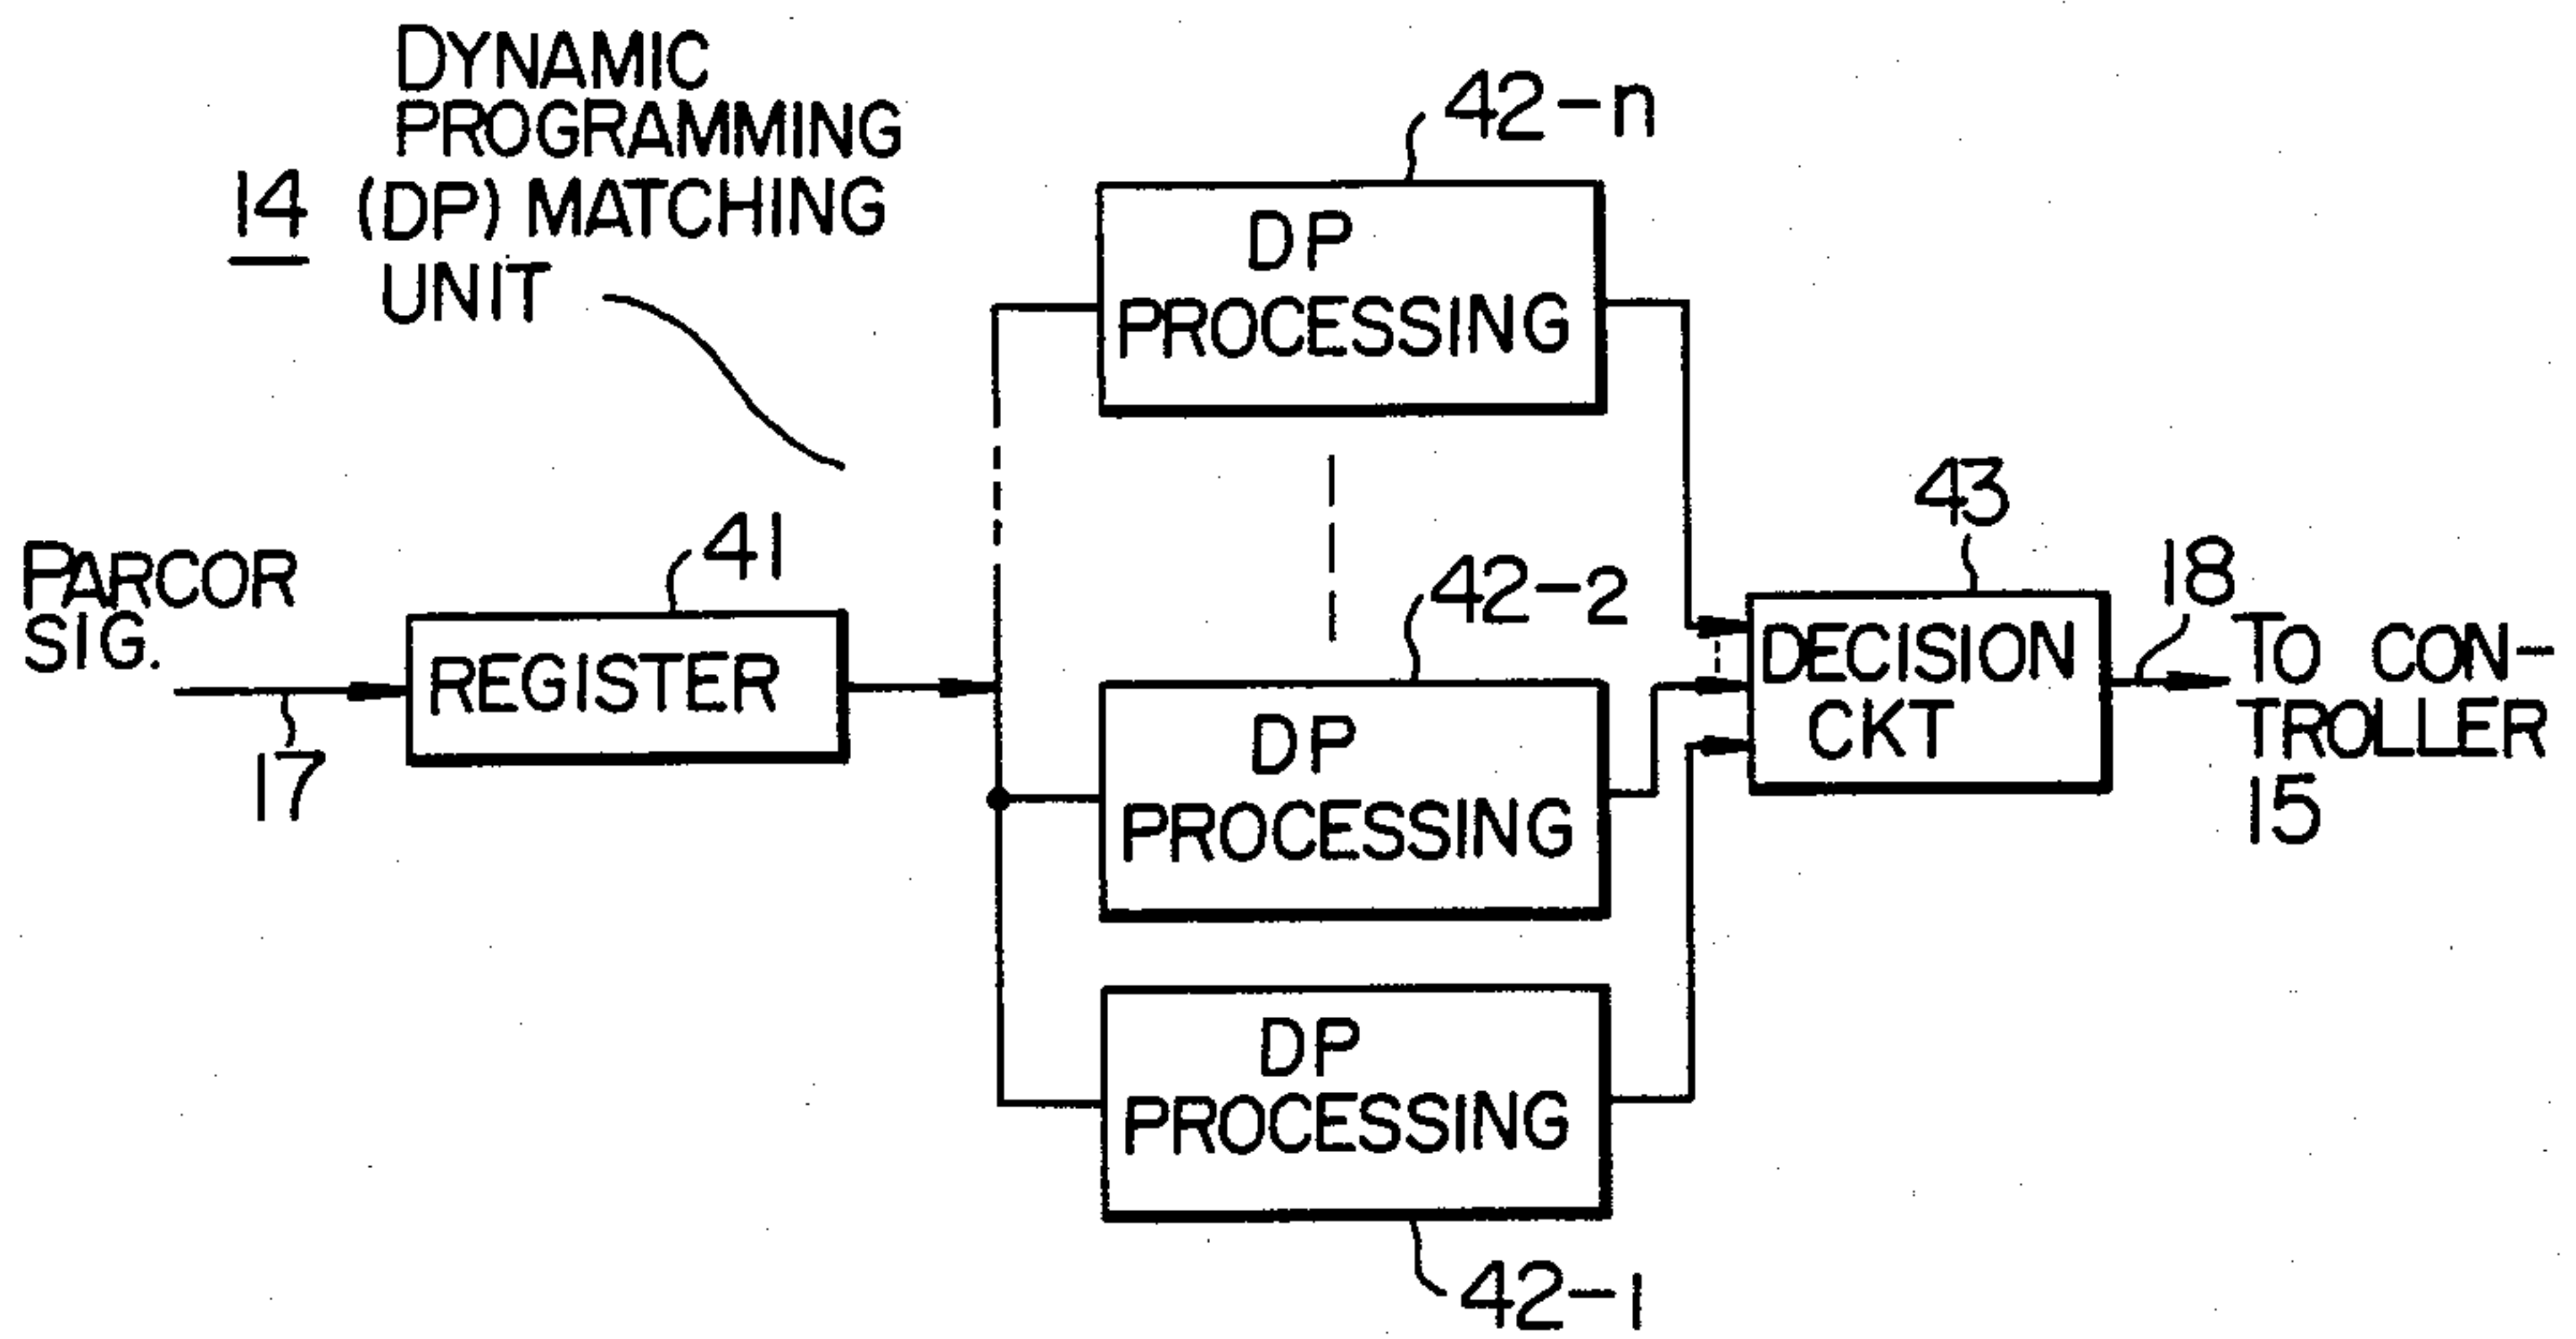 DYNAMIC
PROGRAMMING
14 (DP) MATCHING
UNIT
42-n
DP
PROCESSING
PARCOR
SIG.
17
41
REGISTER
42-2
DP
PROCESSING
43
DECISION
CKT
18
TO CON-
TROLLER
15
DP
PROCESSING
42-1